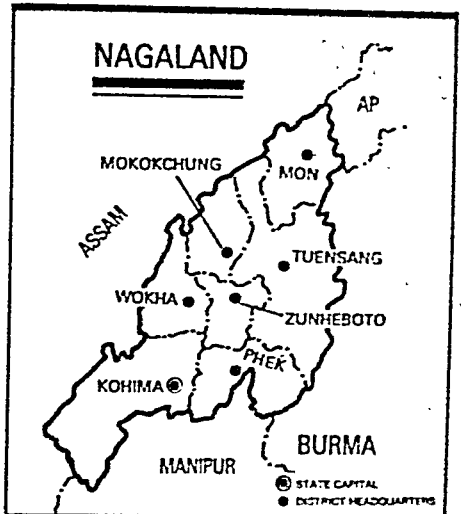 NAGALAND
AP
MOKOKCHUNG
MON
ASSAM
TUENSANG
WOKHA
ZUNHEBOTO
PHEK
KOHIMA
BURMA
MANIPUR
STATE CAPITAL
DISTRICT HEADQUARTERS